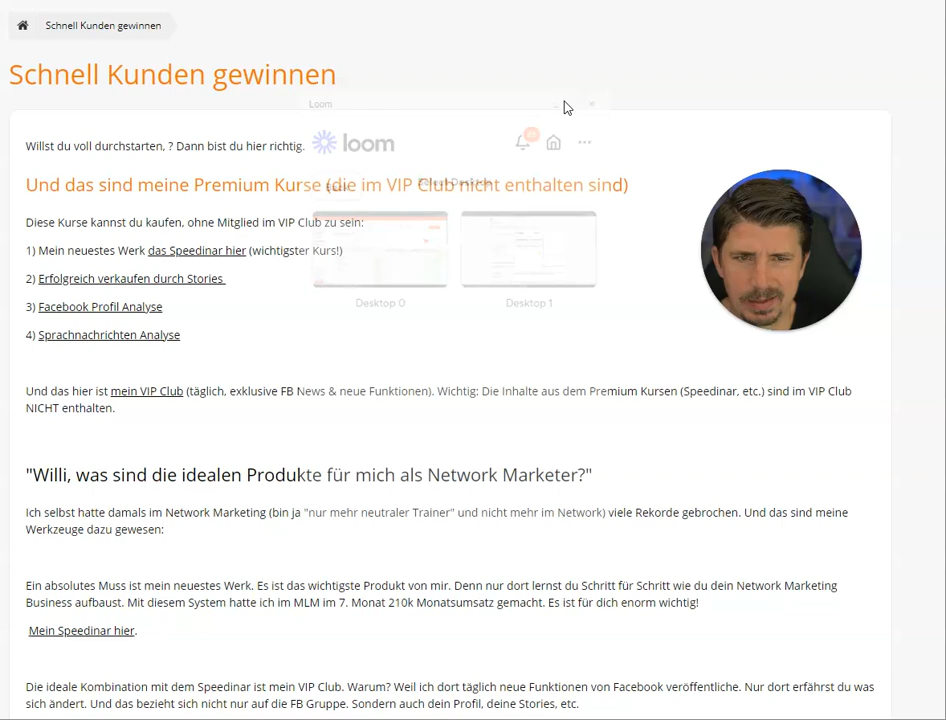 Schnell Kunden gewinnen
Schnell Kunden gewinnen
Loom
Willst du voll durchstarten, ? Dann bist du hier richtig.
loom
Und das sind meine Premium Kurse (die im VIP Club nicht enthalten sind)
Diese Kurse kannst du kaufen, ohne Mitglied im VIP Club zu sein:
1) Mein neuestes Werk das Speedinar hier (wichtigster Kurs!)
2) Erfolgreich verkaufen durch Stories
Desktop 0
Desktop 1
3) Facebook Profil Analyse
4) Sprachnachrichten Analyse
Und das hier ist mein VIP Club (täglich, exklusive FB News & neue Funktionen). Wichtig: Die Inhalte aus dem Premium Kursen (Speedinar, etc.) sind im VIP Club
NICHT enthalten.
"Willi, was sind die idealen Produkte für mich als Network Marketer?"
Ich selbst hatte damals im Network Marketing (bin ja "nur mehr neutraler Trainer" und nicht mehr im Network) viele Rekorde gebrochen. Und das sind meine
Werkzeuge dazu gewesen:
Ein absolutes Muss ist mein neuestes Werk. Es ist das wichtigste Produkt von mir. Denn nur dort lernst du Schritt für Schritt wie du dein Network Marketing
Business aufbaust. Mit diesem System hatte ich im MLM im 7. Monat 210k Monatsumsatz gemacht. Es ist für dich enorm wichtig!
Mein Speedinar hier.
Die ideale Kombination mit dem Speedinar ist mein VIP Club. Warum? Weil ich dort täglich neue Funktionen von Facebook veröffentliche. Nur dort erfährst du was
sich ändert. Und das bezieht sich nicht nur auf die FB Gruppe. Sondern auch dein Profil, deine Stories, etc.